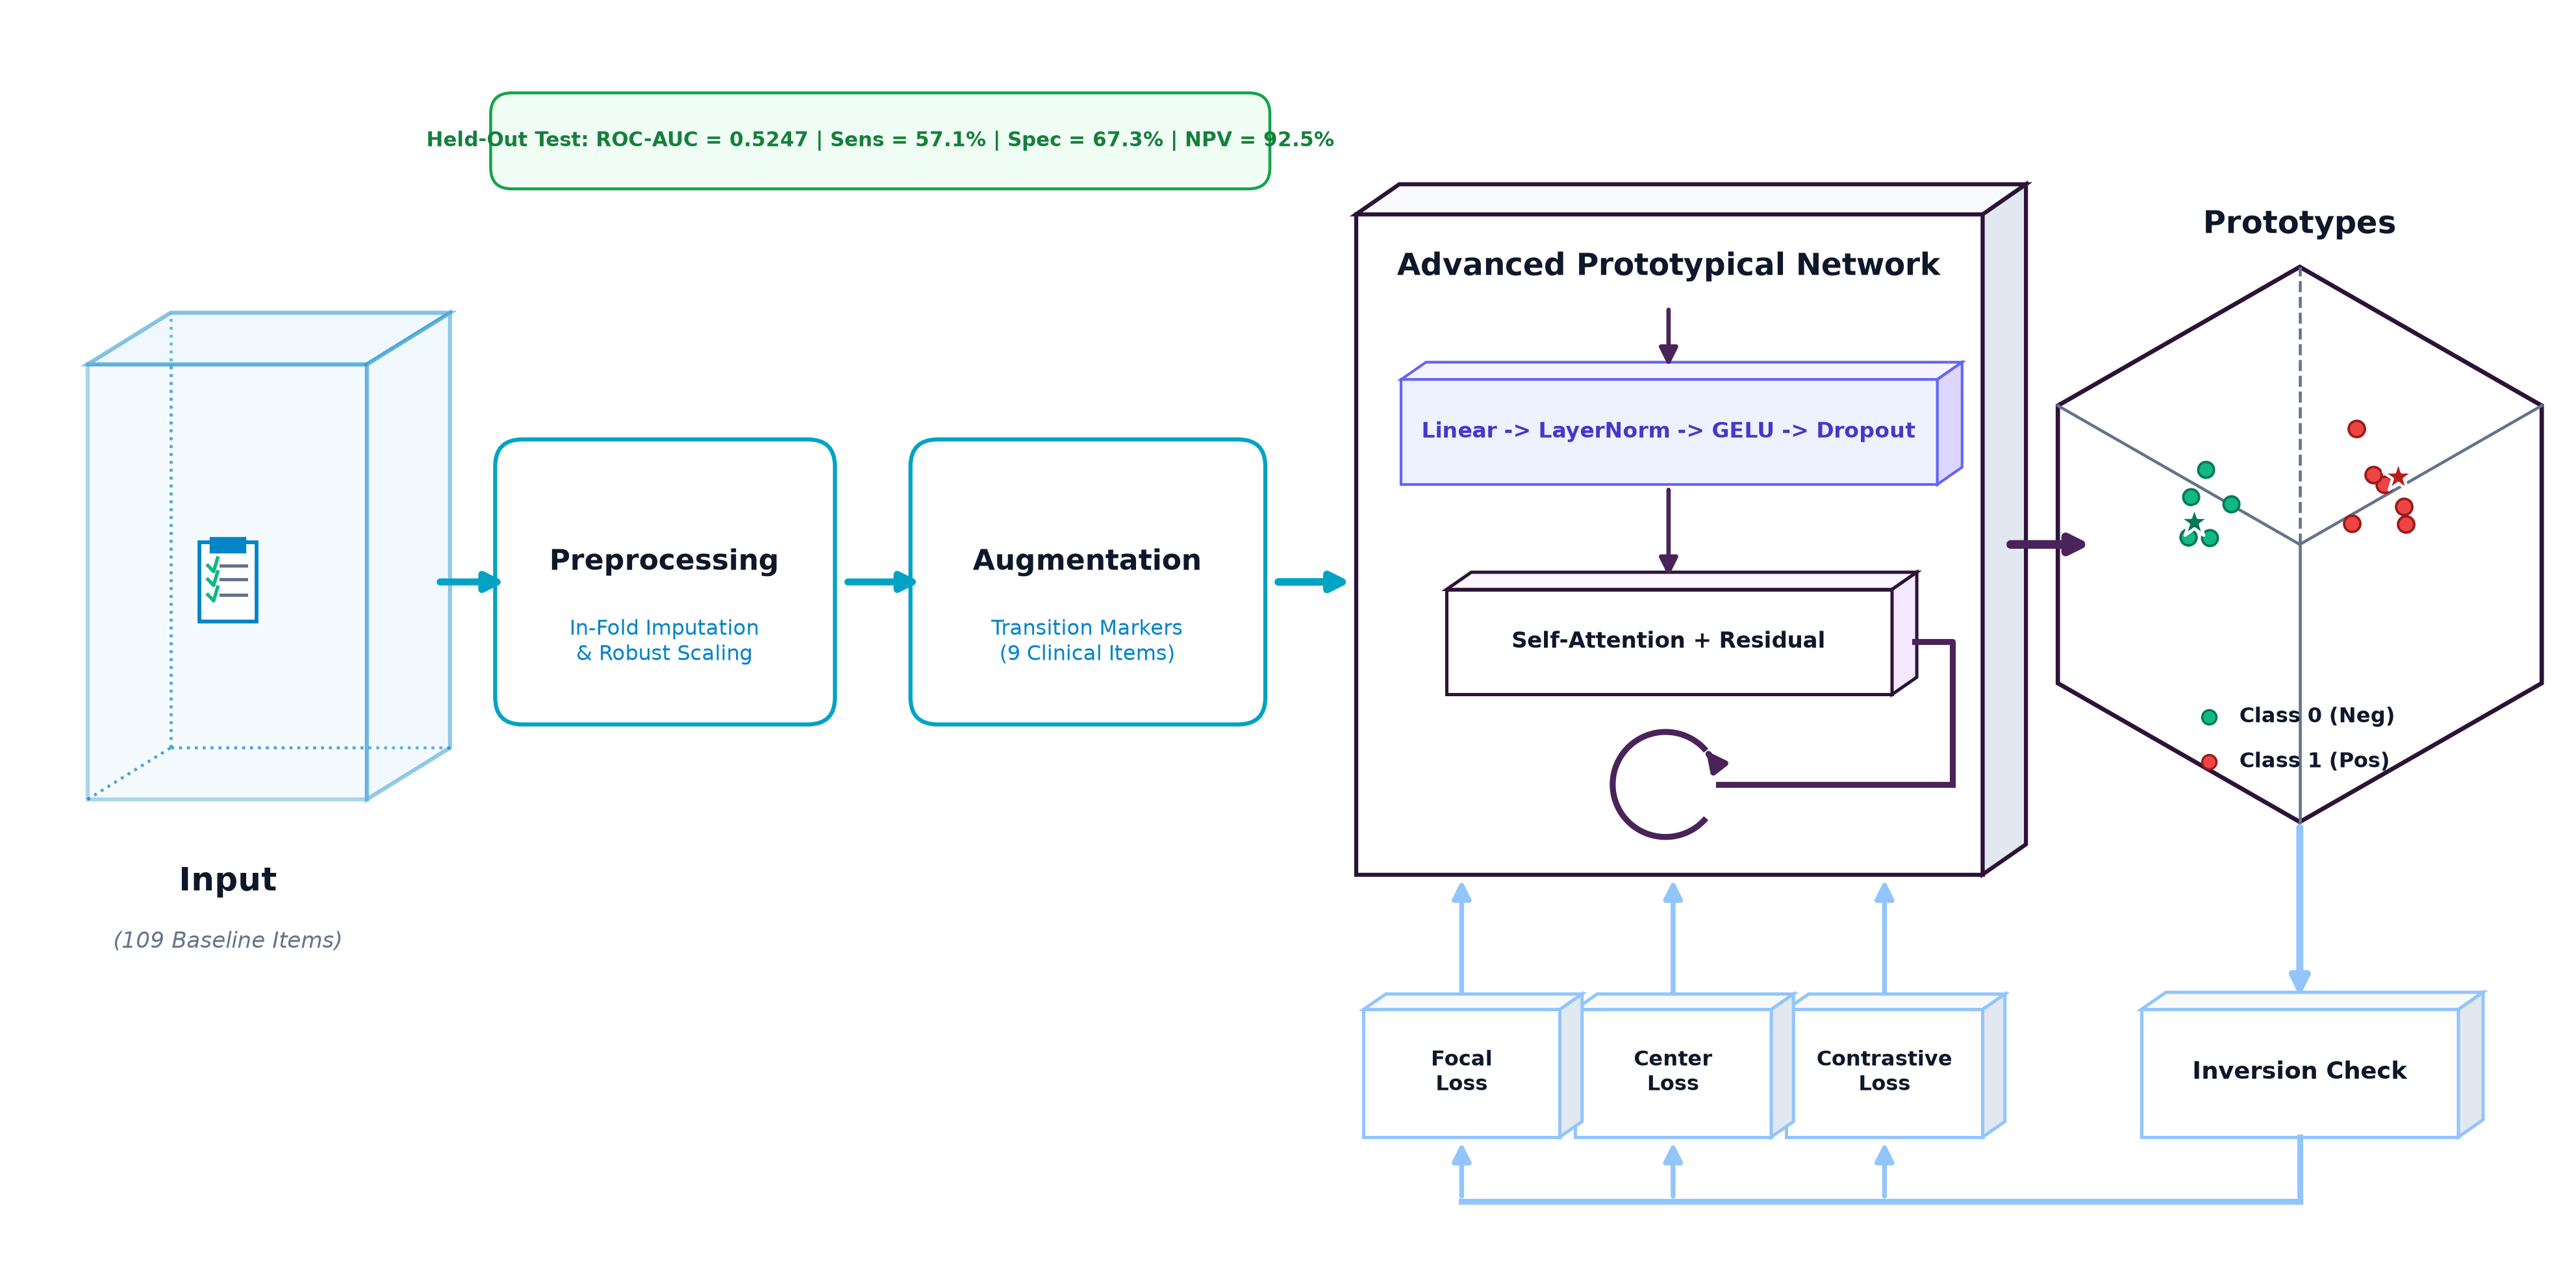 Held-Out Test: ROC-AUC = 0.5247 | Sens = 57.1% | Spec = 67.3% | NPV = 92.5%
Input
(109 Baseline Items)
Preprocessing
In-Fold Imputation
& Robust Scaling
Augmentation
Transition Markers
(9 Clinical Items)
Advanced Prototypical Network
Linear -> LayerNorm -> GELU -> Dropout
Self-Attention + Residual
Prototypes
Class 0 (Neg)
Class 1 (Pos)
Focal
Loss
Center
Loss
Contrastive
Loss
Inversion Check